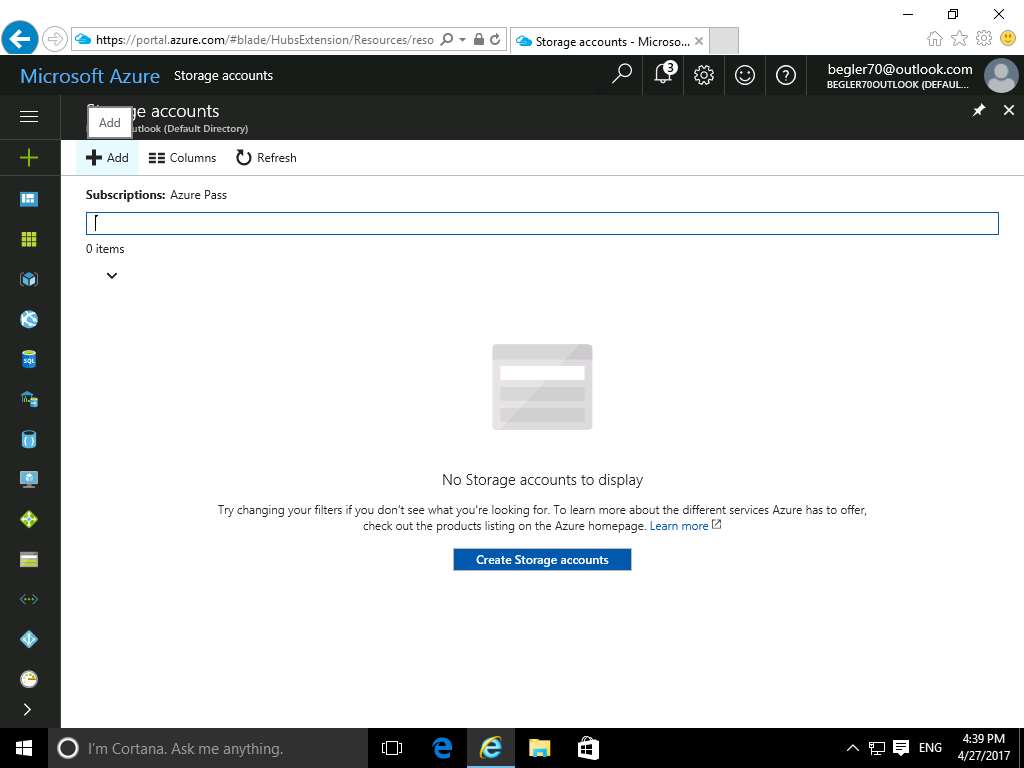 https://portal.azure.com/#blade/HubsExtension/Resources/reso
Storage accounts - Microso...
Microsoft Azure
Storage accounts
3
begler70@outlook.com
BEGLER70OUTLOOK (DEFAUL...
ge accounts
Add
utlook (Default Directory)
Add
Columns
Refresh
Subscriptions: Azure Pass
0 items
SQL
No Storage accounts to display
Try changing your filters if you don't see what you're looking for. To learn more about the different services Azure has to offer,
check out the products listing on the Azure homepage. Learn more
Create Storage accounts
I'm Cortana. Ask me anything.
ENG
4:39 PM
4/27/2017